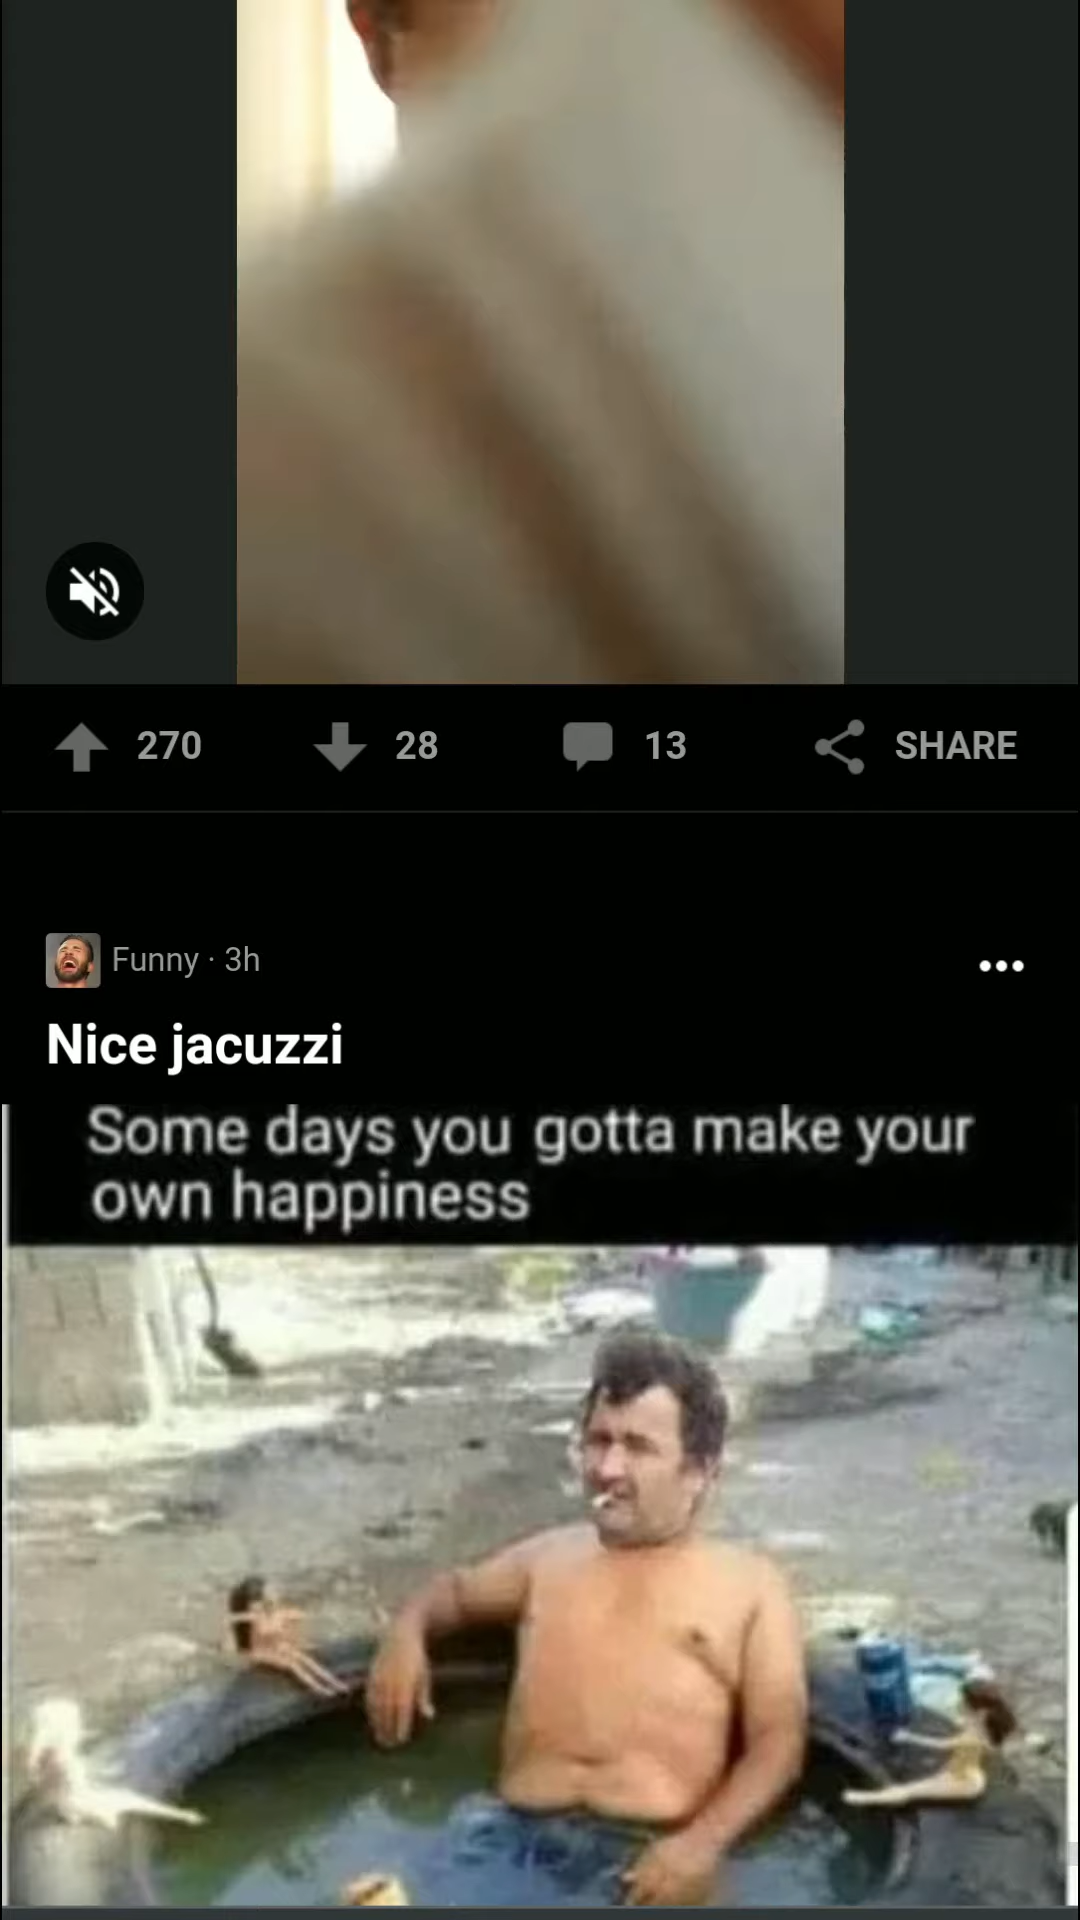 270 28 13 SHARE
Funny · 3h
Nice jacuzzi
Some days you gotta make your
own happiness